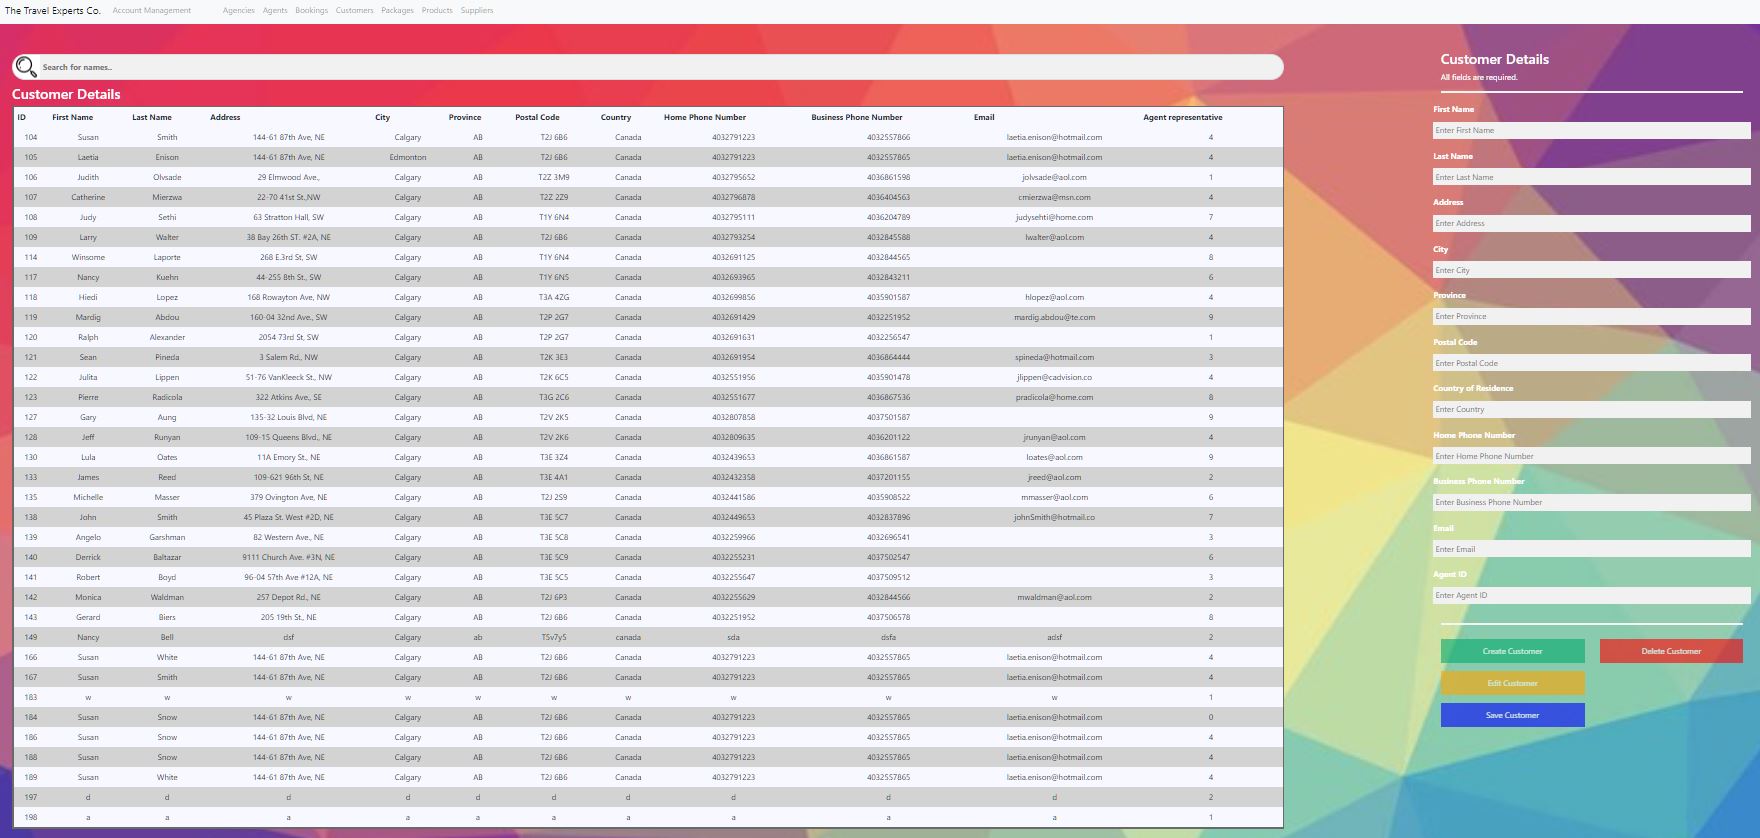 The Travel Experts Co. Account Management Agencies Agents Bookings Customers Packages Products Suppliers
Search for names..
Customer Details
ID First Name Last Name Address City Province Postal Code Country Home Phone Number Business Phone Number Email Agent representative
104 Susan Smith 144-61 87th Ave, NE Calgary AB T2J 6B6 Canada 4032791223 4032557866 laetia.enison@hotmail.com 4
105 Laetia Enison 144-61 87th Ave, NE Edmonton AB T2J 6B6 Canada 4032791223 4032557865 laetia.enison@hotmail.com 4
106 Judith Olvsade 29 Elmwood Ave., Calgary AB T2Z 3M9 Canada 4032795652 4036861598 jolvsade@aol.com 1
107 Catherine Mierzwa 22-70 41st St.,NW Calgary AB T2Z 2Z9 Canada 4032796878 4036404563 cmierzwa@msn.com 4
108 Judy Sethi 63 Stratton Hall, SW Calgary AB T1Y 6N4 Canada 4032795111 4036204789 judysehti@home.com 7
109 Larry Walter 38 Bay 26th ST. #2A, NE Calgary AB T2J 6B6 Canada 4032793254 4032845588 lwalter@aol.com 4
114 Winsome Laporte 268 E.3rd St, SW Calgary AB T1Y 6N4 Canada 4032691125 4032844565 8
117 Nancy Kuehn 44-255 8th St., SW Calgary AB T1Y 6N5 Canada 4032693965 4032843211 6
118 Hiedi Lopez 168 Rowayton Ave, NW Calgary AB T3A 4ZG Canada 4032699856 4035901587 hlopez@aol.com 4
119 Mardig Abdou 160-04 32nd Ave., SW Calgary AB T2P 2G7 Canada 4032691429 4032251952 mardig.abdou@te.com 9
120 Ralph Alexander 2054 73rd St, SW Calgary AB T2P 2G7 Canada 4032691631 4032256547 1
121 Sean Pineda 3 Salem Rd., NW Calgary AB T2K 3E3 Canada 4032691954 4036864444 spineda@hotmail.com 3
122 Julita Lippen 51-76 VanKleeck St., NW Calgary AB T2K 6C5 Canada 4032551956 4035901478 jlippen@cadvision.co 4
123 Pierre Radicola 322 Atkins Ave., SE Calgary AB T3G 2C6 Canada 4032551677 4036867536 pradicola@home.com 8
127 Gary Aung 135-32 Louis Blvd, NE Calgary AB T2V 2K5 Canada 4032807858 4037501587 9
128 Jeff Runyan 109-15 Queens Blvd., NE Calgary AB T2V 2K6 Canada 4032809635 4036201122 jrunyan@aol.com 4
130 Lula Oates 11A Emory St., NE Calgary AB T3E 3Z4 Canada 4032439653 4036861587 loates@aol.com 9
133 James Reed 109-621 96th St, NE Calgary AB T3E 4A1 Canada 4032432358 4037201155 jreed@aol.com 2
135 Michelle Masser 379 Ovington Ave, NE Calgary AB T2J 2S9 Canada 4032441586 4035908522 mmasser@aol.com 6
138 John Smith 45 Plaza St. West #2D, NE Calgary AB T3E 5C7 Canada 4032449653 4032837896 johnSmith@hotmail.co 7
139 Angelo Garshman 82 Western Ave., NE Calgary AB T3E 5C8 Canada 4032259966 4032696541 3
140 Derrick Baltazar 9111 Church Ave. #3N, NE Calgary AB T3E 5C9 Canada 4032255231 4037502547 6
141 Robert Boyd 96-04 57th Ave #12A, NE Calgary AB T3E 5C5 Canada 4032255647 4037509512 3
142 Monica Waldman 257 Depot Rd., NE Calgary AB T2J 6P3 Canada 4032255629 4032844566 mwaldman@aol.com 2
143 Gerard Biers 205 19th St., NE Calgary AB T2J 6B6 Canada 4032251952 4037506578 8
149 Nancy Bell dsf Calgary ab T5v7y5 canada sda dsfa adsf 2
166 Susan White 144-61 87th Ave, NE Calgary AB T2J 6B6 Canada 4032791223 4032557865 laetia.enison@hotmail.com 4
167 Susan Smith 144-61 87th Ave, NE Calgary AB T2J 6B6 Canada 4032791223 4032557865 laetia.enison@hotmail.com 4
183 w w w w w w w w w w 1
184 Susan Snow 144-61 87th Ave, NE Calgary AB T2J 6B6 Canada 4032791223 4032557865 laetia.enison@hotmail.com 0
186 Susan Snow 144-61 87th Ave, NE Calgary AB T2J 6B6 Canada 4032791223 4032557865 laetia.enison@hotmail.com 4
188 Susan Snow 144-61 87th Ave, NE Calgary AB T2J 6B6 Canada 4032791223 4032557865 laetia.enison@hotmail.com 4
189 Susan White 144-61 87th Ave, NE Calgary AB T2J 6B6 Canada 4032791223 4032557865 laetia.enison@hotmail.com 4
197 d d d d d d d d d d 2
198 a a a a a a a a a a 1
Customer Details
All fields are required.
First Name
Enter First Name
Last Name
Enter Last Name
Address
Enter Address
City
Enter City
Province
Enter Province
Postal Code
Enter Postal Code
Country of Residence
Enter Country
Home Phone Number
Enter Home Phone Number
Business Phone Number
Enter Business Phone Number
Email
Enter Email
Agent ID
Enter Agent ID
Create Customer Delete Customer
Edit Customer
Save Customer